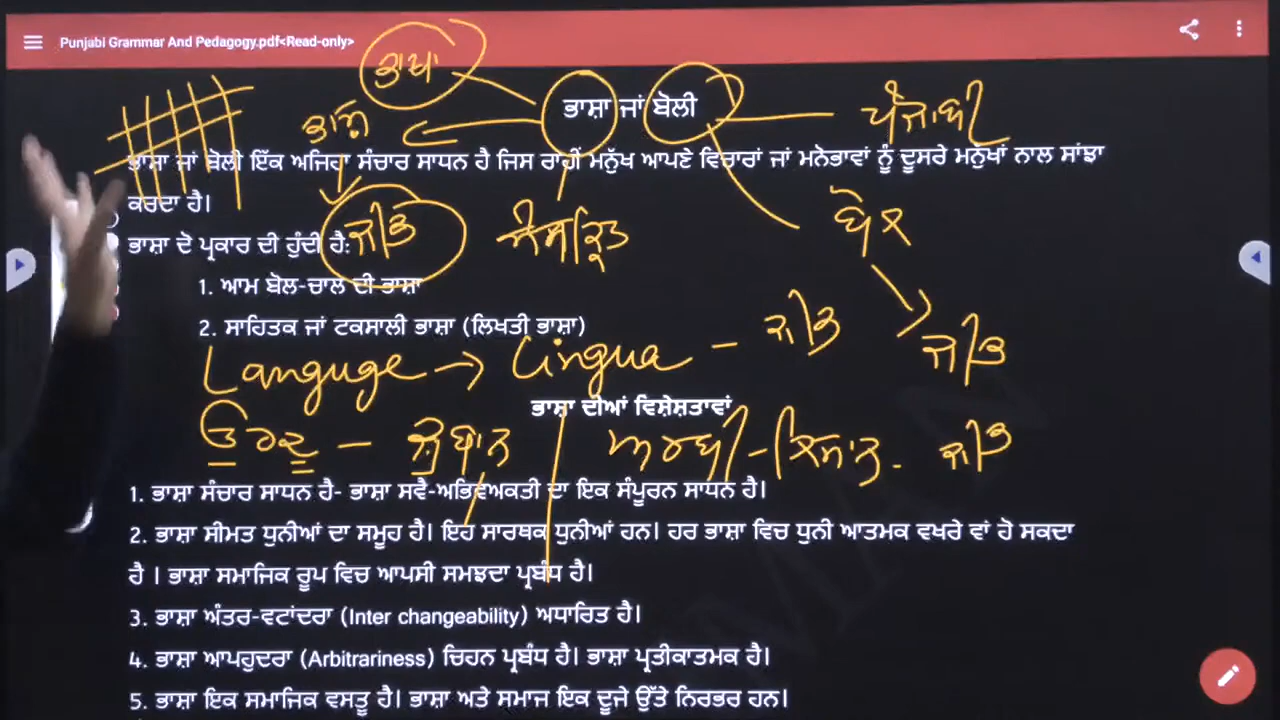 Punjabi Grammar And Pedagogy.pdf<Read-only>
ਭਾਖਾ
ਭਾਸ਼ਾ ਜਾਂ ਬੋਲੀ
ਪੰਜਾਬੀ
ਭਾਸ਼
ਭਾਸ਼ਾ ਜਾਂ ਬੋਲੀ ਇੱਕ ਅਜਿਹਾ ਸੰਚਾਰ ਸਾਧਨ ਹੈ ਜਿਸ ਰਾਹੀਂ ਮਨੁੱਖ ਆਪਣੇ ਵਿਚਾਰਾਂ ਜਾਂ ਮਨੋਭਾਵਾਂ ਨੂੰ ਦੂਸਰੇ ਮਨੁਖਾਂ ਨਾਲ ਸਾਂਝਾ
ਕਰਦਾ ਹੈ।
ਜੀਭ
ਸੰਸਕ੍ਰਿਤ
ਬੋਲ
ਭਾਸ਼ਾ ਦੋ ਪ੍ਰਕਾਰ ਦੀ ਹੁੰਦੀ ਹੈ:
1. ਆਮ ਬੋਲ-ਚਾਲ ਦੀ ਭਾਸ਼ਾ
2. ਸਾਹਿਤਕ ਜਾਂ ਟਕਸਾਲੀ ਭਾਸ਼ਾ (ਲਿਖਤੀ ਭਾਸ਼ਾ)
Languge → Lingua - ਜੀਭ
ਜੀਭ
ਭਾਸ਼ਾ ਦੀਆਂ ਵਿਸ਼ੇਸ਼ਤਾਵਾਂ
ਉਰਦੂ - ਜ਼ੁਬਾਨ
ਅਰਬੀ - ਲਿਸਾਨ - ਜੀਭ
1. ਭਾਸ਼ਾ ਸੰਚਾਰ ਸਾਧਨ ਹੈ- ਭਾਸ਼ਾ ਸਵੈ-ਅਭਿਵਅਕਤੀ ਦਾ ਇਕ ਸੰਪੂਰਨ ਸਾਧਨ ਹੈ।
2. ਭਾਸ਼ਾ ਸੀਮਤ ਧੁਨੀਆਂ ਦਾ ਸਮੂਹ ਹੈ। ਇਹ ਸਾਰਥਕ ਧੁਨੀਆਂ ਹਨ। ਹਰ ਭਾਸ਼ਾ ਵਿਚ ਧੁਨੀ ਆਤਮਕ ਵਖਰੇ ਵਾਂ ਹੋ ਸਕਦਾ
ਹੈ । ਭਾਸ਼ਾ ਸਮਾਜਿਕ ਰੂਪ ਵਿਚ ਆਪਸੀ ਸਮਝਦਾ ਪ੍ਰਬੰਧ ਹੈ।
3. ਭਾਸ਼ਾ ਅੰਤਰ-ਵਟਾਂਦਰਾ (Inter changeability) ਅਧਾਰਿਤ ਹੈ।
4. ਭਾਸ਼ਾ ਆਪਹੁਦਰਾ (Arbitrariness) ਚਿਹਨ ਪ੍ਰਬੰਧ ਹੈ। ਭਾਸ਼ਾ ਪ੍ਰਤੀਕਾਤਮਕ ਹੈ।
5. ਭਾਸ਼ਾ ਇਕ ਸਮਾਜਿਕ ਵਸਤੂ ਹੈ। ਭਾਸ਼ਾ ਅਤੇ ਸਮਾਜ ਇਕ ਦੂਜੇ ਉੱਤੇ ਨਿਰਭਰ ਹਨ।